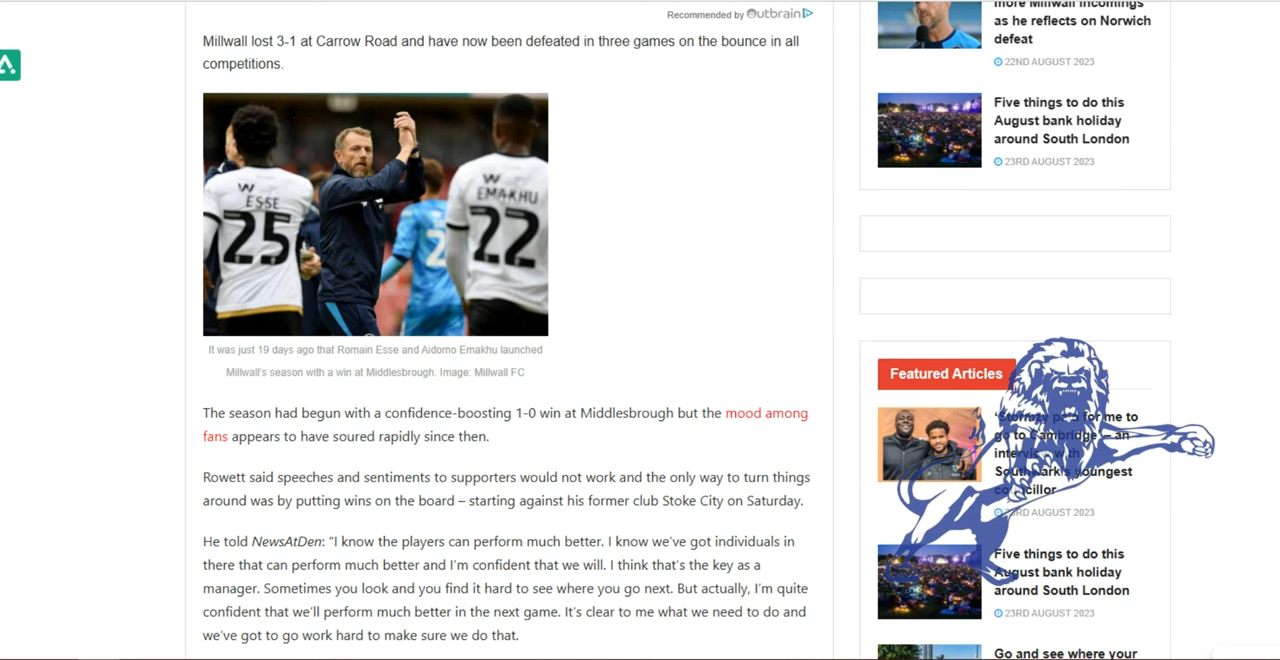 Recommended by Outbrain
Millwall lost 3-1 at Carrow Road and have now been defeated in three games on the bounce in all
competitions.
W
ESSE
25
W
EMAKHU
22
2
It was just 19 days ago that Romain Esse and Aidomo Emakhu launched
Millwall's season with a win at Middlesbrough. Image: Millwall FC
The season had begun with a confidence-boosting 1-0 win at Middlesbrough but the mood among
fans appears to have soured rapidly since then.
Rowett said speeches and sentiments to supporters would not work and the only way to turn things
around was by putting wins on the board – starting against his former club Stoke City on Saturday.
He told NewsAtDen: “I know the players can perform much better. I know we’ve got individuals in
there that can perform much better and I’m confident that we will. I think that’s the key as a
manager. Sometimes you look and you find it hard to see where you go next. But actually, I’m quite
confident that we’ll perform much better in the next game. It’s clear to me what we need to do and
we’ve got to go work hard to make sure we do that.
more Millwall incomings
as he reflects on Norwich
defeat
22ND AUGUST 2023
Five things to do this
August bank holiday
around South London
23RD AUGUST 2023
Featured Articles
for me to
go to Cambridge’ – an
interview with
Southwark’s youngest
councillor
23RD AUGUST 2023
Five things to do this
August bank holiday
around South London
23RD AUGUST 2023
Go and see where your